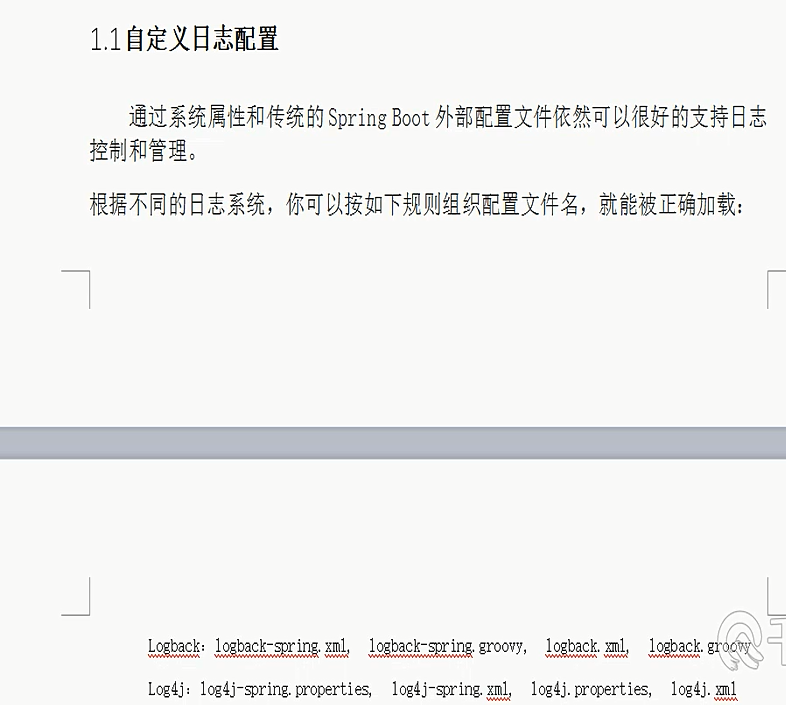 1.1自定义日志配置
通过系统属性和传统的Spring Boot 外部配置文件依然可以很好的支持日志
控制和管理。
根据不同的日志系统，你可以按如下规则组织配置文件名，就能被正确加载：
Logback：logback-spring.xml, logback-spring.groovy, logback.xml, logback.groovy
Log4j：log4j-spring.properties, log4j-spring.xml, log4j.properties, log4j.xml